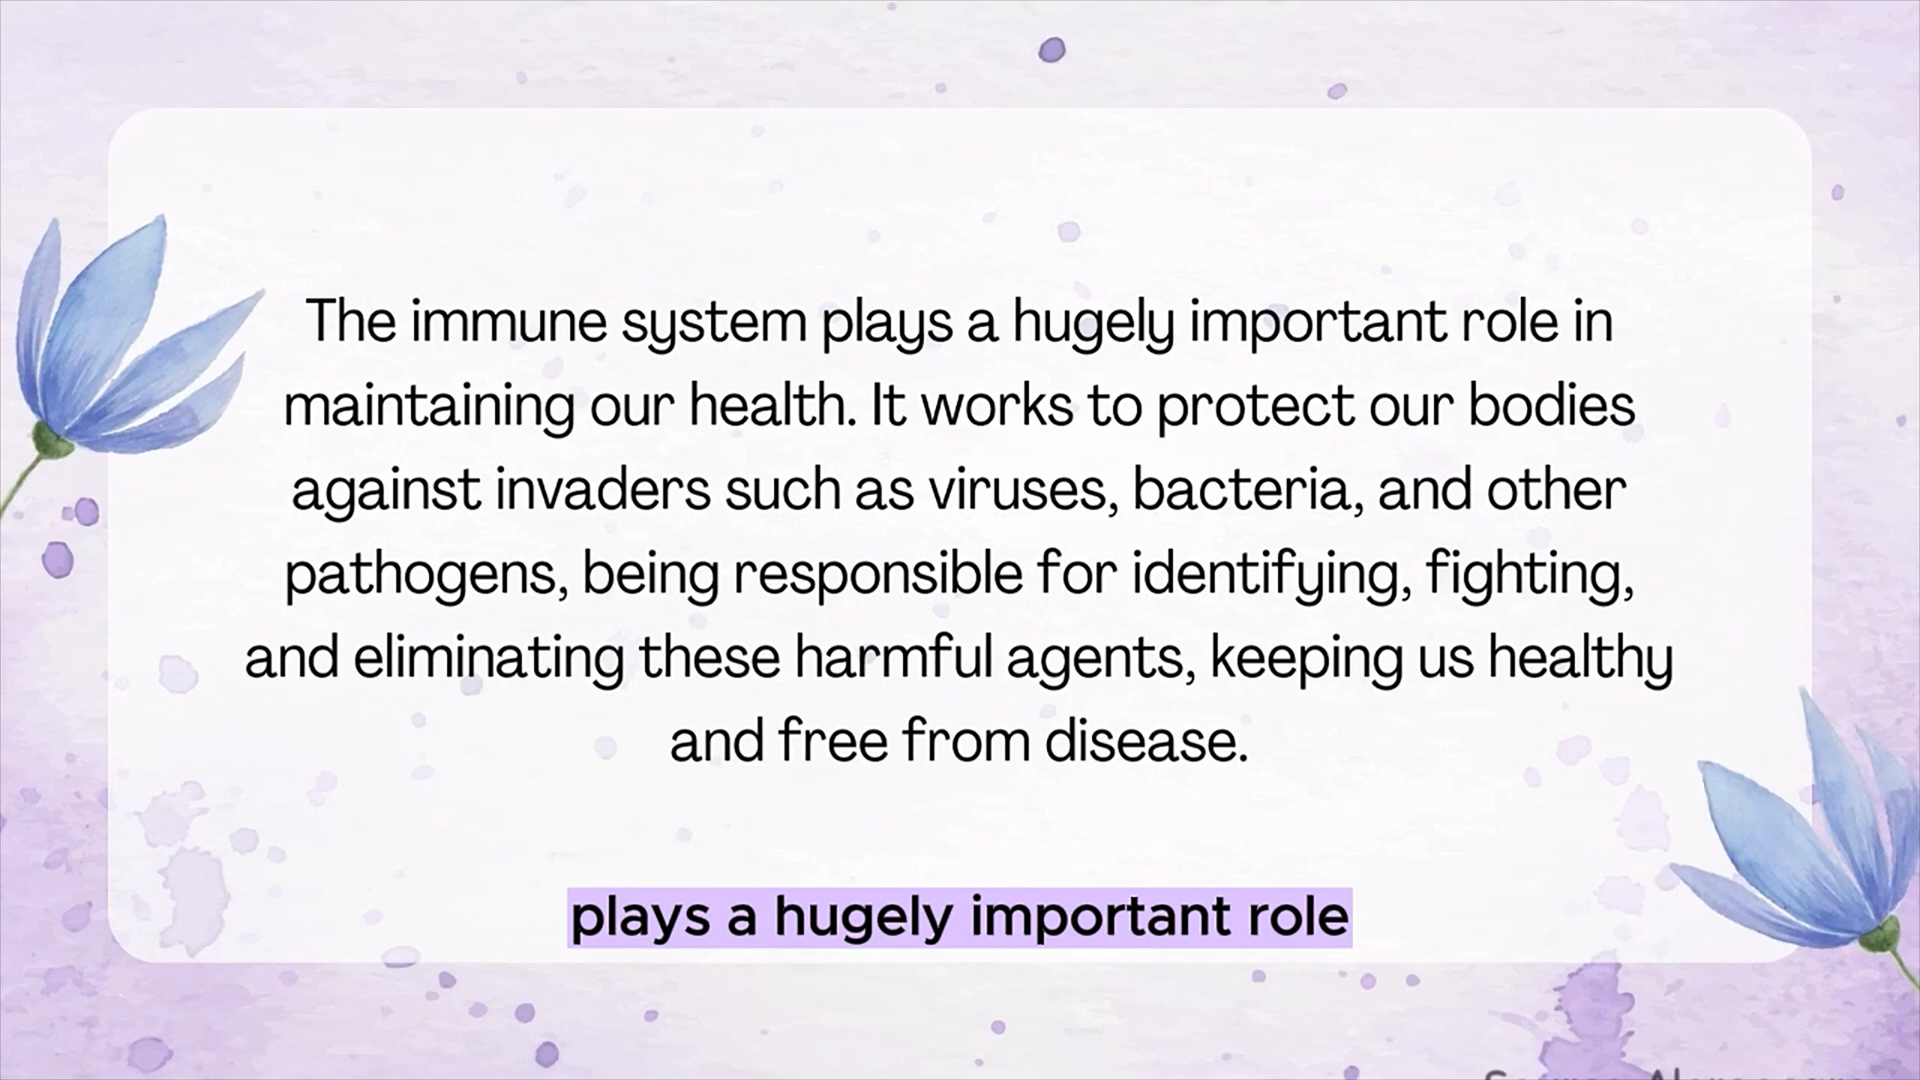 The immune system plays a hugely important role in
maintaining our health. It works to protect our bodies
against invaders such as viruses, bacteria, and other
pathogens, being responsible for identifying, fighting,
and eliminating these harmful agents, keeping us healthy
and free from disease.
plays a hugely important role